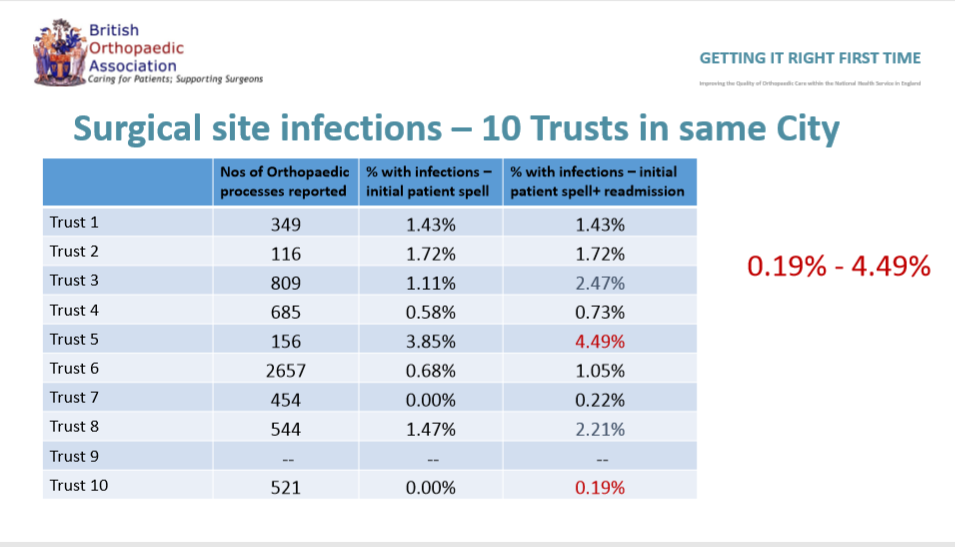 British
Orthopaedic
Association
Caring for Patients; Supporting Surgeons
GETTING IT RIGHT FIRST TIME
Improving the Quality of Orthopaedic Care within the National Health Service in England
Surgical site infections – 10 Trusts in same City
Nos of Orthopaedic processes reported
% with infections – initial patient spell
% with infections – initial patient spell+ readmission
Trust 1 349 1.43% 1.43%
Trust 2 116 1.72% 1.72%
Trust 3 809 1.11% 2.47%
Trust 4 685 0.58% 0.73%
Trust 5 156 3.85% 4.49%
Trust 6 2657 0.68% 1.05%
Trust 7 454 0.00% 0.22%
Trust 8 544 1.47% 2.21%
Trust 9 -- -- --
Trust 10 521 0.00% 0.19%
0.19% - 4.49%